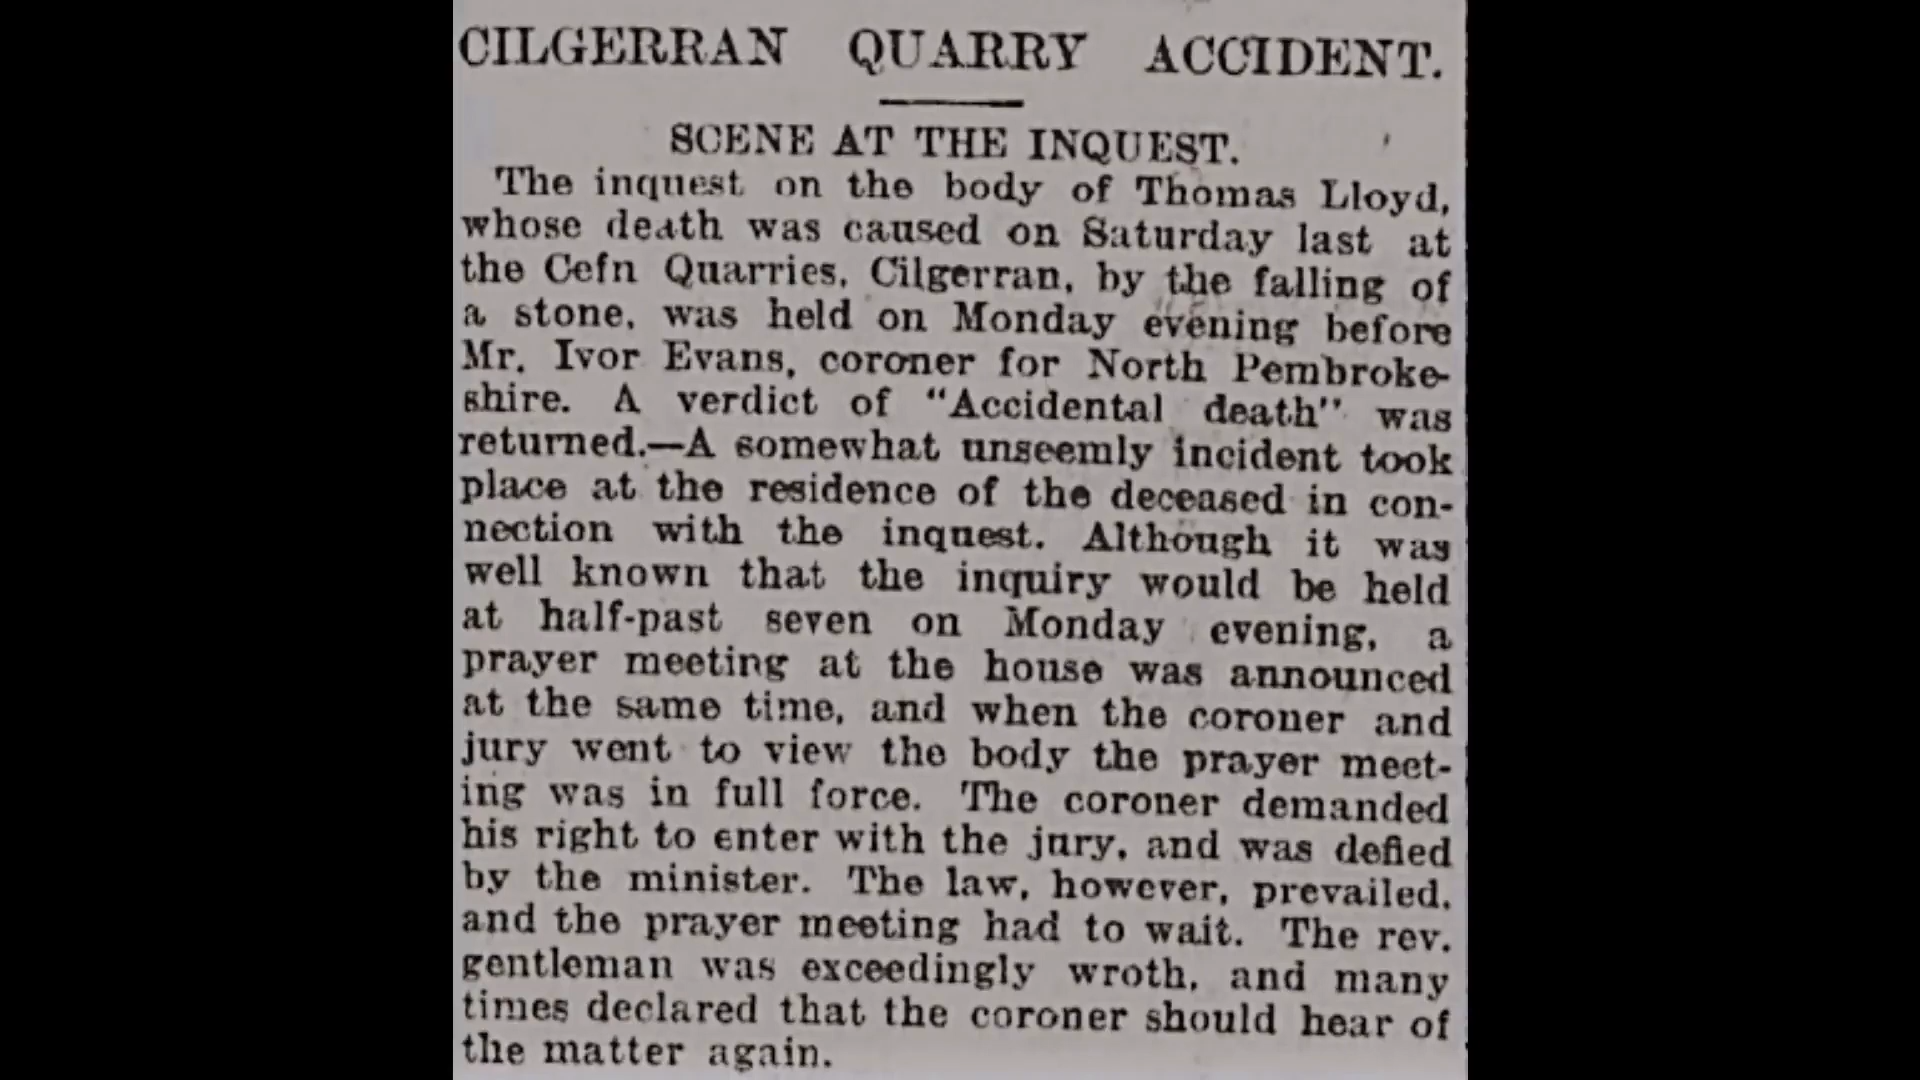 CILGERRAN QUARRY ACCIDENT.
SCENE AT THE INQUEST.
The inquest on the body of Thomas Lloyd,
whose death was caused on Saturday last at
the Cefn Quarries, Cilgerran, by the falling of
a stone, was held on Monday evening before
Mr. Ivor Evans, coroner for North Pembroke-
shire. A verdict of "Accidental death" was
returned.—A somewhat unseemly incident took
place at the residence of the deceased in con-
nection with the inquest. Although it was
well known that the inquiry would be held
at half-past seven on Monday evening, a
prayer meeting at the house was announced
at the same time, and when the coroner and
jury went to view the body the prayer meet-
ing was in full force. The coroner demanded
his right to enter with the jury, and was defied
by the minister. The law, however, prevailed,
and the prayer meeting had to wait. The rev.
gentleman was exceedingly wroth, and many
times declared that the coroner should hear of
the matter again.